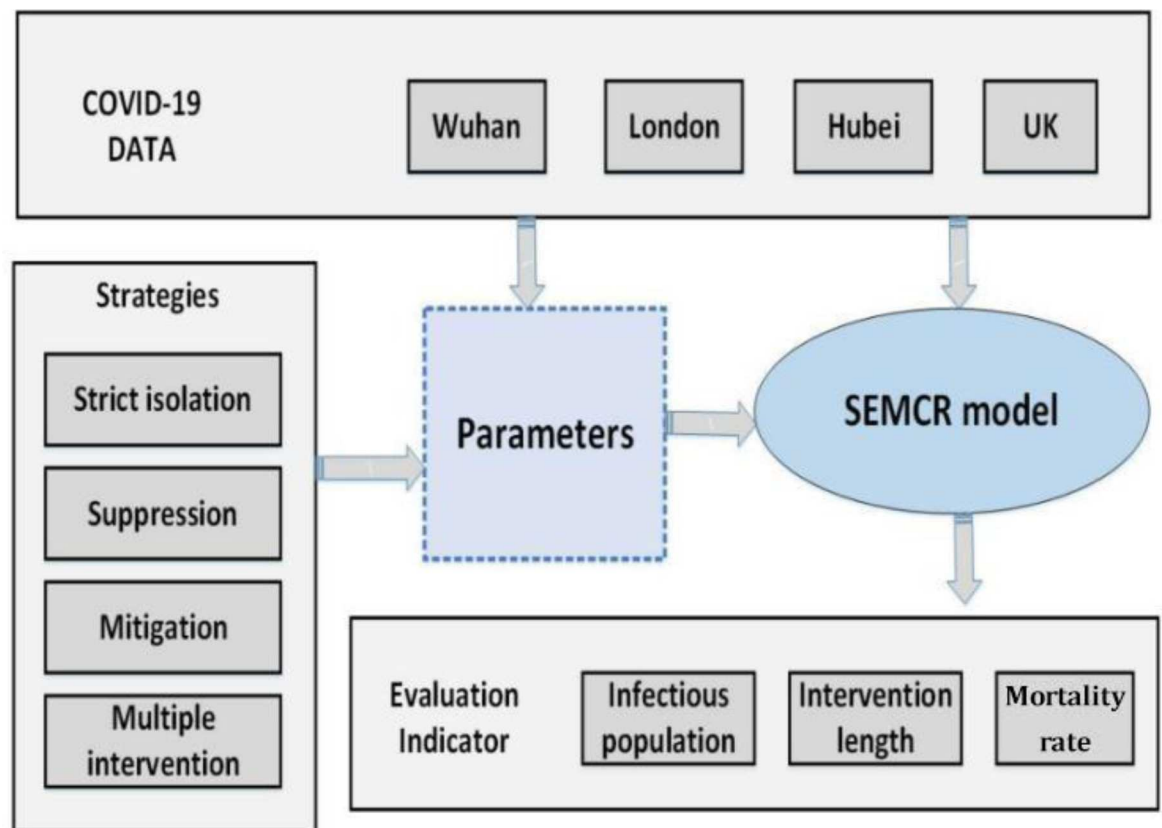 COVID-19
DATA
Wuhan
London
Hubei
UK
Strategies
Strict isolation
Suppression
Mitigation
Multiple
intervention
Parameters
SEMCR model
Evaluation
Indicator
Infectious
population
Intervention
length
Mortality
rate